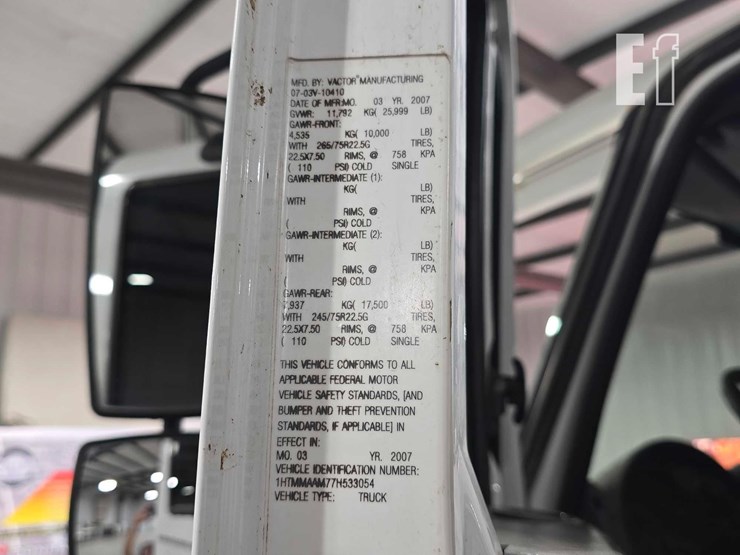 Ef
MFD. BY: VACTOR MANUFACTURING
07-03V-10410
DATE OF MFR:MO. 03 YR. 2007
GVWR: 11,792 KG( 25,999 LB)
GAWR-FRONT:
4,535 KG( 10,000 LB)
WITH 265/75R22.5G TIRES,
22.5X7.50 RIMS, @ 758 KPA
( 110 PSI) COLD SINGLE
GAWR-INTERMEDIATE (1):
KG( LB)
WITH TIRES,
RIMS, @ KPA
( PSI) COLD
GAWR-INTERMEDIATE (2):
KG( LB)
WITH TIRES,
RIMS, @ KPA
( PSI) COLD
GAWR-REAR:
7,937 KG( 17,500 LB)
WITH 245/75R22.5G TIRES,
22.5X7.50 RIMS, @ 758 KPA
( 110 PSI) COLD SINGLE
THIS VEHICLE CONFORMS TO ALL
APPLICABLE FEDERAL MOTOR
VEHICLE SAFETY STANDARDS, [AND
BUMPER AND THEFT PREVENTION
STANDARDS, IF APPLICABLE] IN
EFFECT IN:
MO. 03 YR. 2007
VEHICLE IDENTIFICATION NUMBER:
1HTMMAAM77H533054
VEHICLE TYPE: TRUCK